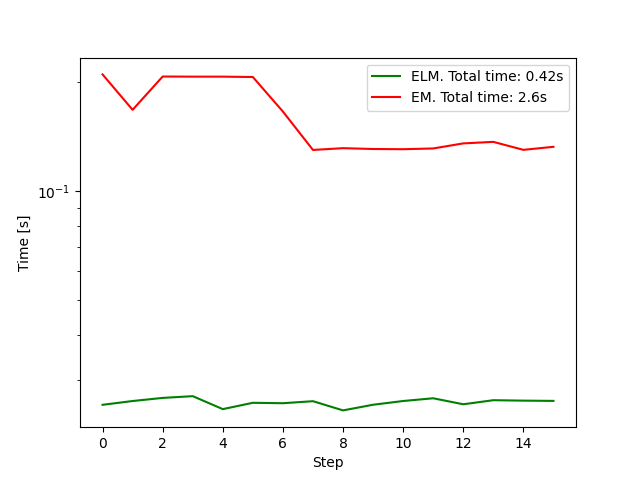 ELM. Total time: 0.42s
EM. Total time: 2.6s
10⁻¹
Time [s]
0 2 4 6 8 10 12 14
Step